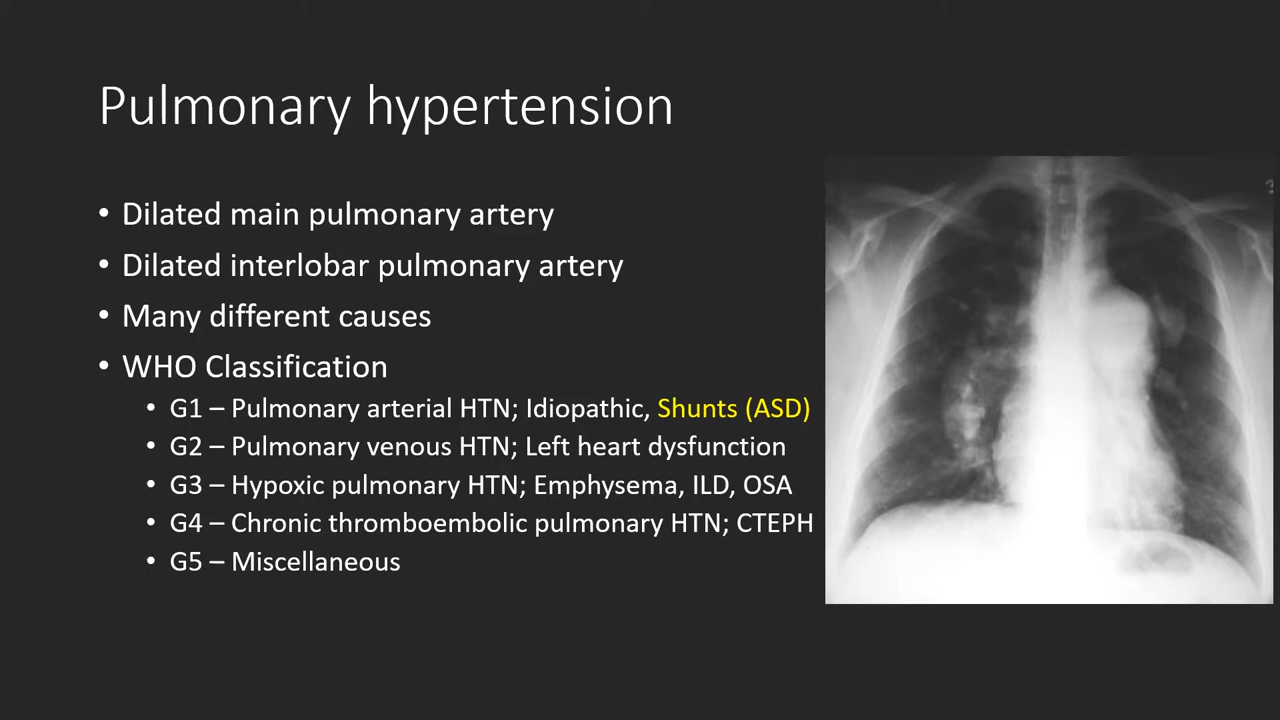 Pulmonary hypertension
• Dilated main pulmonary artery
• Dilated interlobar pulmonary artery
• Many different causes
• WHO Classification
• G1 – Pulmonary arterial HTN; Idiopathic, Shunts (ASD)
• G2 – Pulmonary venous HTN; Left heart dysfunction
• G3 – Hypoxic pulmonary HTN; Emphysema, ILD, OSA
• G4 – Chronic thromboembolic pulmonary HTN; CTEPH
• G5 – Miscellaneous